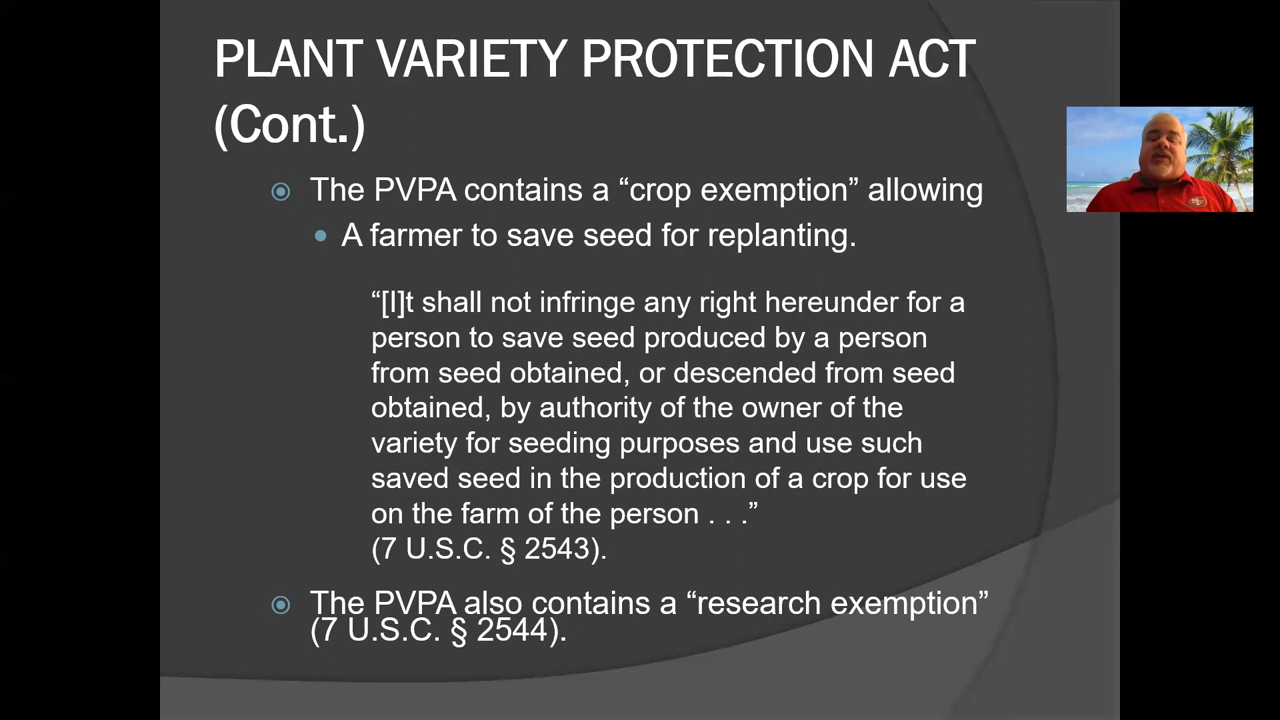 PLANT VARIETY PROTECTION ACT
(Cont.)
The PVPA contains a “crop exemption” allowing
A farmer to save seed for replanting.
“[I]t shall not infringe any right hereunder for a
person to save seed produced by a person
from seed obtained, or descended from seed
obtained, by authority of the owner of the
variety for seeding purposes and use such
saved seed in the production of a crop for use
on the farm of the person . . .”
(7 U.S.C. § 2543).
The PVPA also contains a “research exemption”
(7 U.S.C. § 2544).